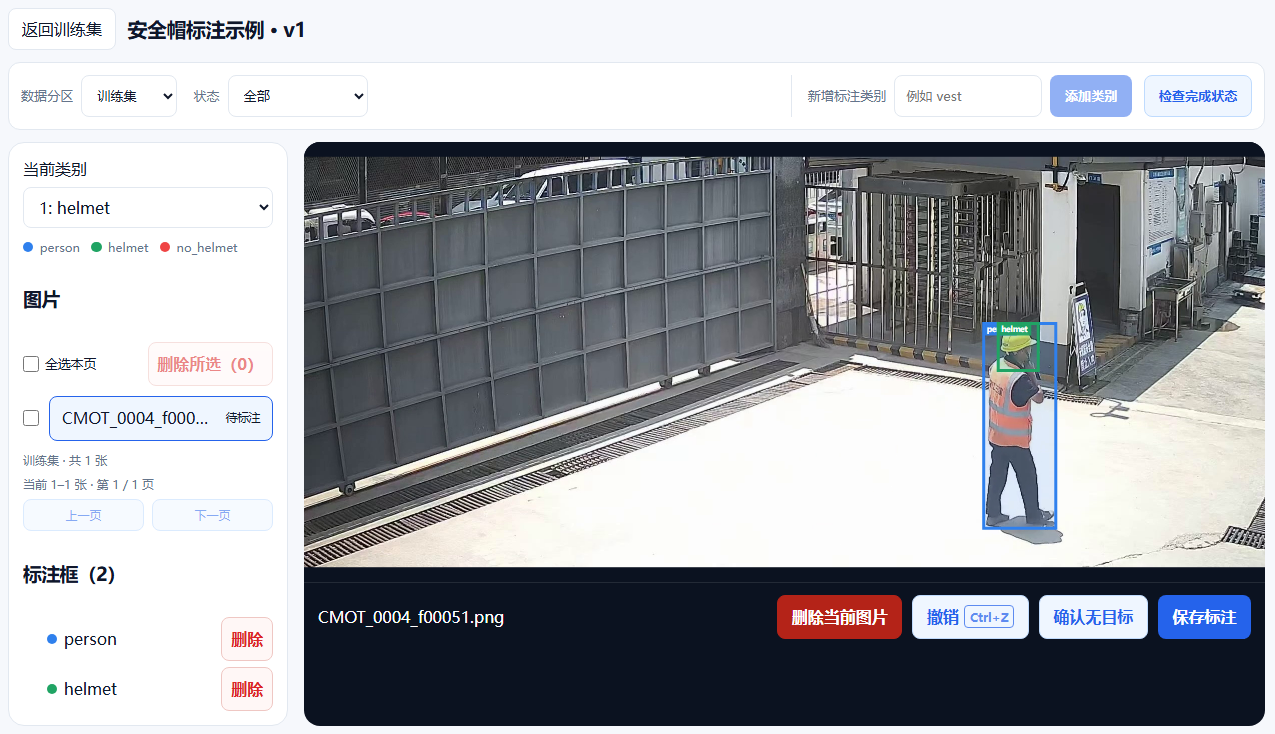 返回训练集 安全帽标注示例 • v1
数据分区 训练集 状态 全部 新增标注类别 例如 vest 添加类别 检查完成状态
当前类别
1: helmet
person helmet no_helmet
图片
全选本页 删除所选（0）
CMOT_0004_f000... 待标注
训练集 · 共 1 张
当前 1–1 张 · 第 1 / 1 页
上一页 下一页
标注框（2）
person 删除
helmet 删除
pe helmet
CMOT_0004_f00051.png 删除当前图片 撤销 Ctrl+Z 确认无目标 保存标注